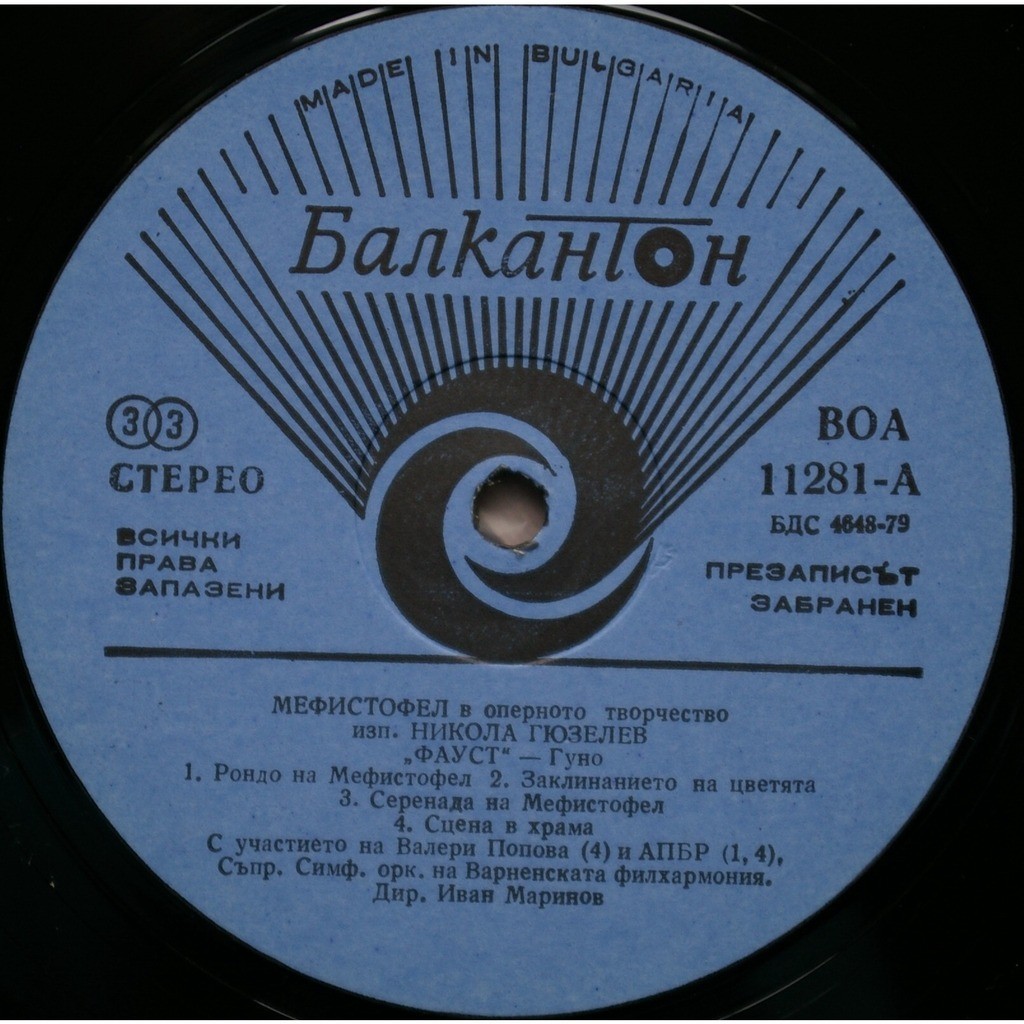 MADE IN BULGARIA
БалканТон
33
СТЕРЕО
ВСИЧКИ
ПРАВА
ЗАПАЗЕНИ
ВОА
11281-А
БДС 4648-79
ПРЕЗАПИСЪТ
ЗАБРАНЕН
МЕФИСТОФЕЛ в оперното творчество
изп. НИКОЛА ГЮЗЕЛЕВ
„ФАУСТ“ — Гуно
1. Рондо на Мефистофел 2. Заклинанието на цветята
3. Серенада на Мефистофел
4. Сцена в храма
С участието на Валери Попова (4) и АПБР (1, 4),
Съпр. Симф. орк. на Варненската филхармония.
Дир. Иван Маринов